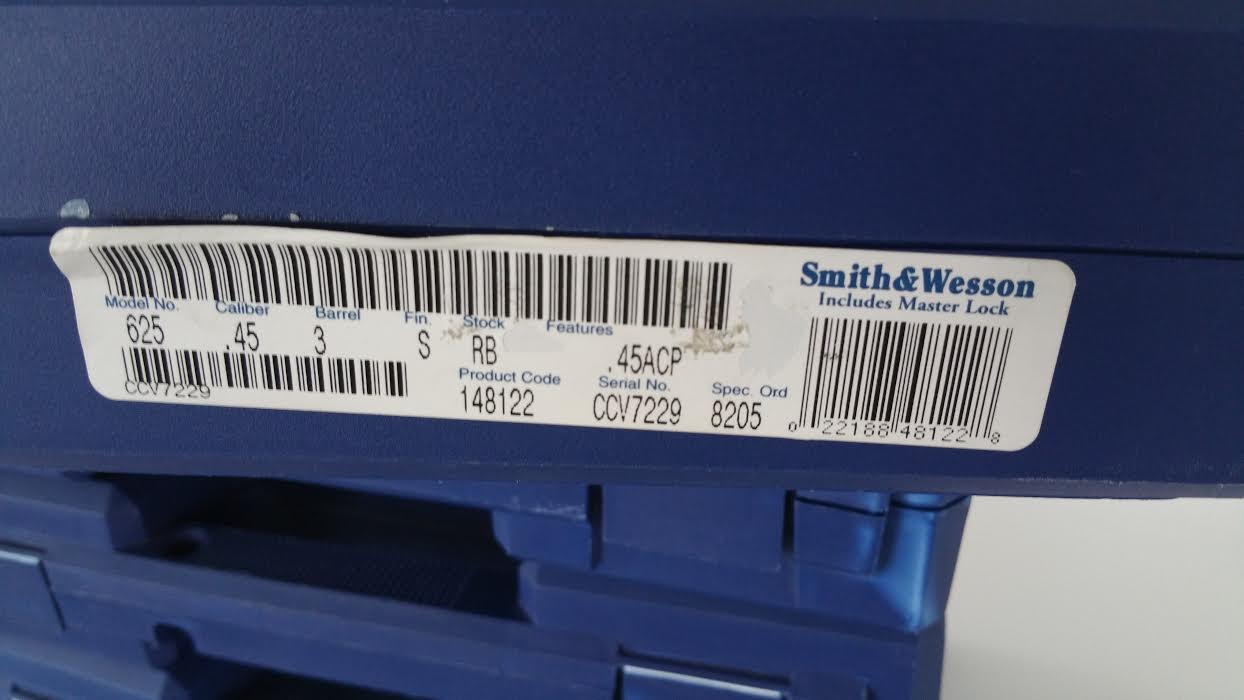 Smith&Wesson
Includes Master Lock
Model No. Caliber Barrel Fin. Stock Features
625 .45 3 S RB .45ACP
CCV7229
Product Code Serial No. Spec. Ord
148122 CCV7229 8205
0 22188 48122 8